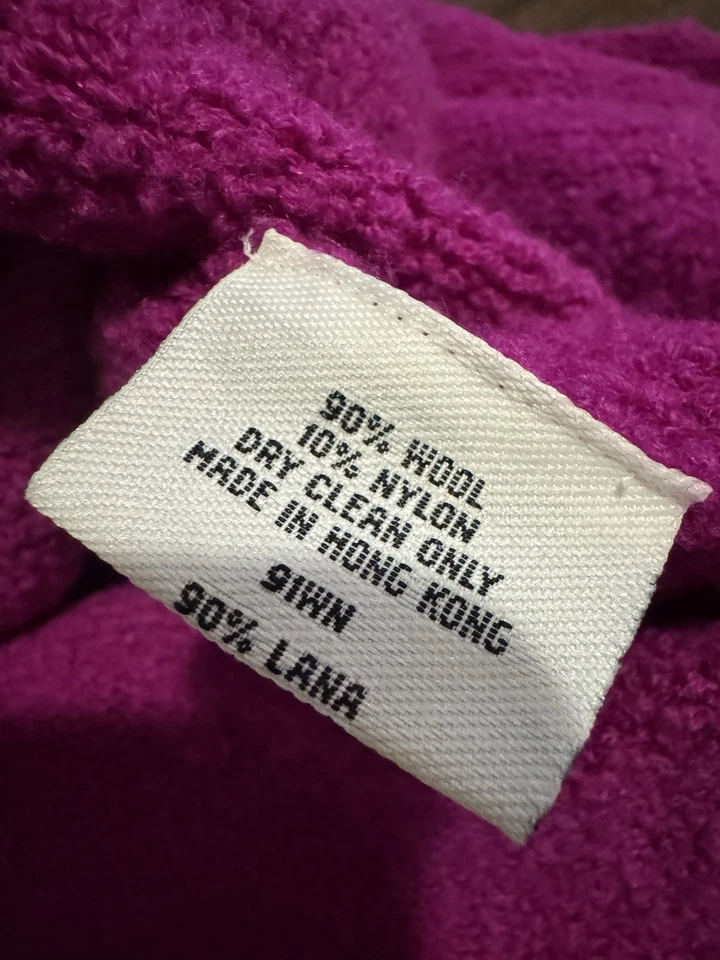 90% WOOL
10% NYLON
DRY CLEAN ONLY
MADE IN HONG KONG
91WN
90% LANA